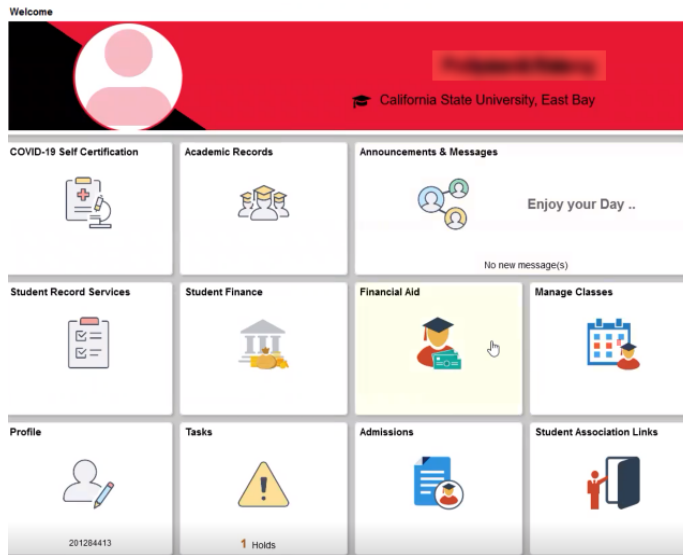 Welcome
California State University, East Bay
COVID-19 Self Certification
Academic Records
Announcements & Messages
Enjoy your Day ..
No new message(s)
Student Record Services
Student Finance
Financial Aid
Manage Classes
Profile
Tasks
Admissions
Student Association Links
201284413
1 Holds